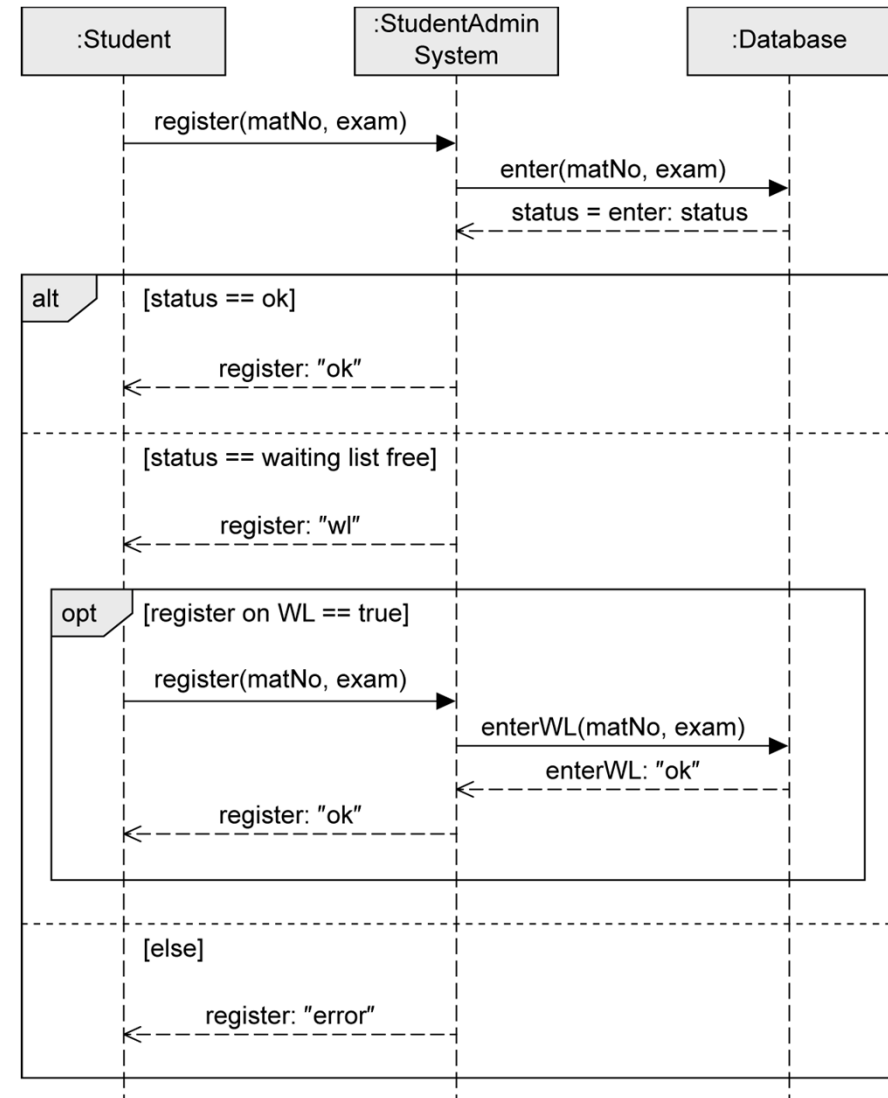 :Student
:StudentAdmin
System
:Database
register(matNo, exam)
enter(matNo, exam)
status = enter: status
alt
[status == ok]
register: "ok"
[status == waiting list free]
register: "wl"
opt
[register on WL == true]
register(matNo, exam)
enterWL(matNo, exam)
enterWL: "ok"
register: "ok"
[else]
register: "error"